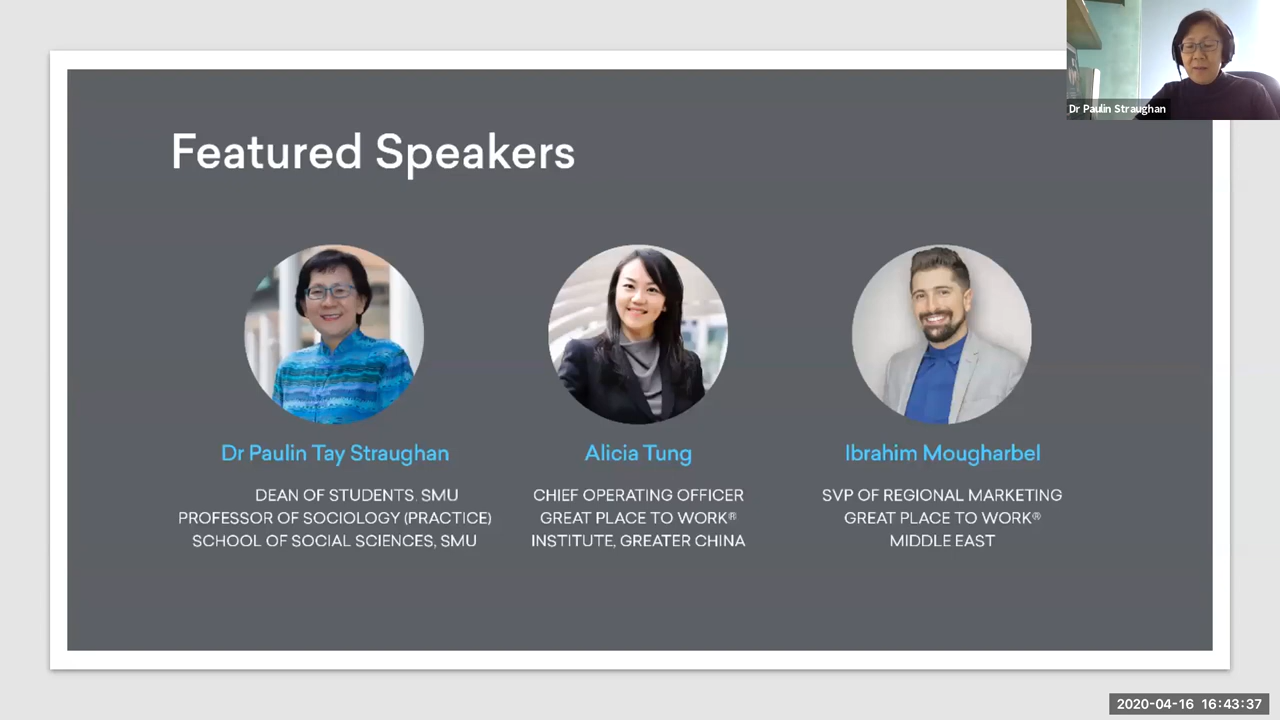 Dr Paulin Straughan
Featured Speakers
Dr Paulin Tay Straughan
DEAN OF STUDENTS. SMU
PROFESSOR OF SOCIOLOGY (PRACTICE)
SCHOOL OF SOCIAL SCIENCES, SMU
Alicia Tung
CHIEF OPERATING OFFICER
GREAT PLACE TO WORK®
INSTITUTE, GREATER CHINA
Ibrahim Mougharbel
SVP OF REGIONAL MARKETING
GREAT PLACE TO WORK®
MIDDLE EAST
2020-04-16 16:43:37